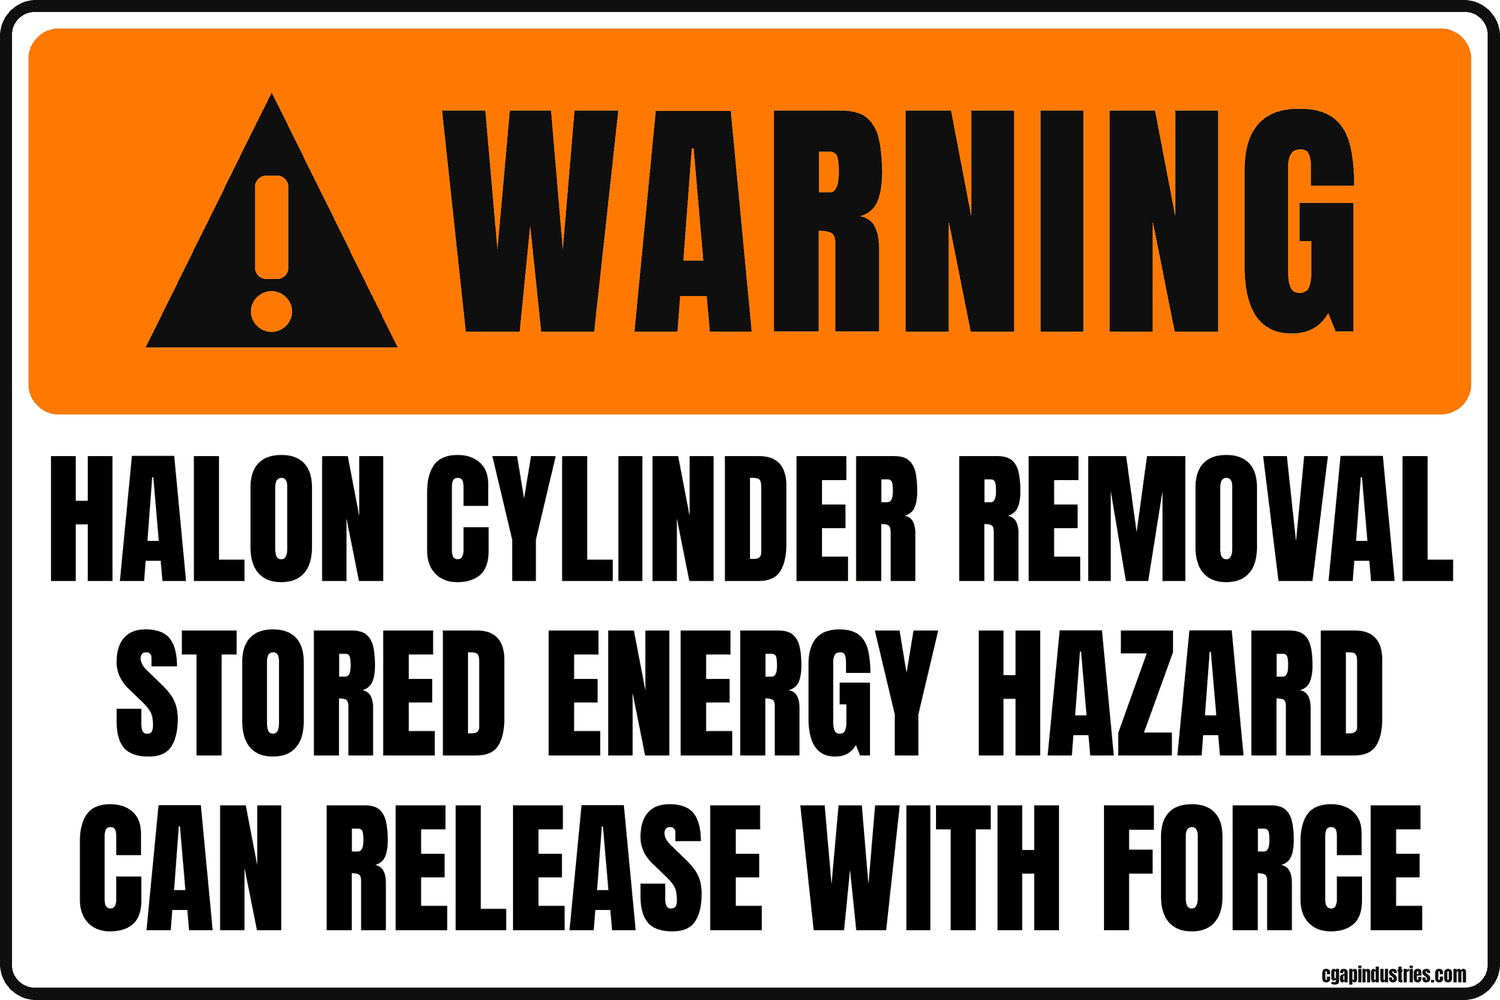 WARNING
HALON CYLINDER REMOVAL
STORED ENERGY HAZARD
CAN RELEASE WITH FORCE
cgapindustries.com